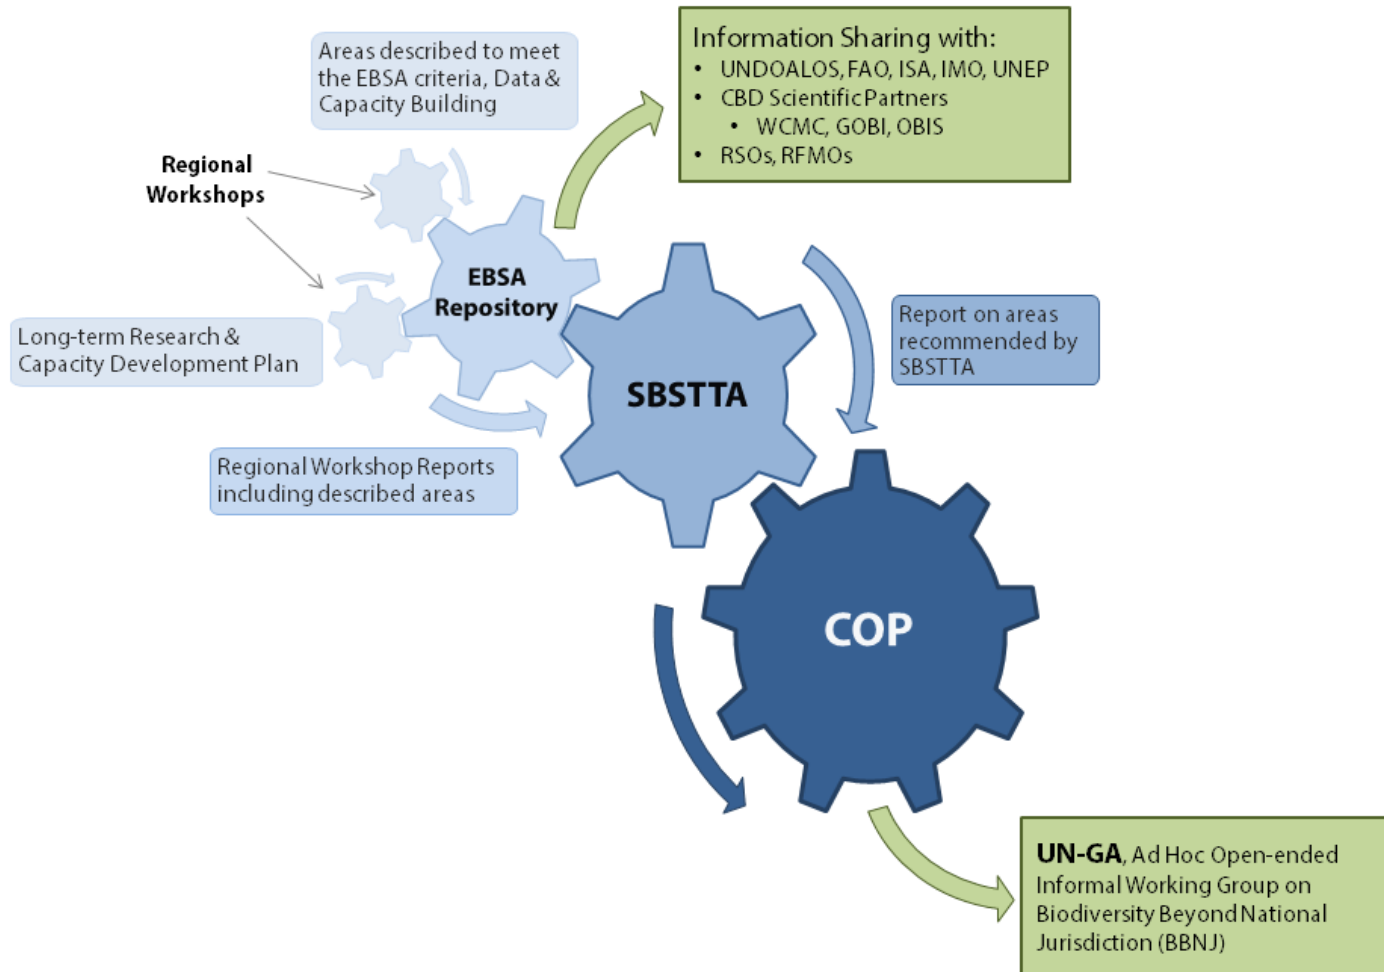 Areas described to meet
the EBSA criteria, Data &
Capacity Building
Information Sharing with:
• UNDOALOS, FAO, ISA, IMO, UNEP
• CBD Scientific Partners
• WCMC, GOBI, OBIS
• RSOs, RFMOs
Regional
Workshops
EBSA
Repository
Long-term Research &
Capacity Development Plan
SBSTTA
Report on areas
recommended by
SBSTTA
Regional Workshop Reports
including described areas
COP
UN-GA, Ad Hoc Open-ended
Informal Working Group on
Biodiversity Beyond National
Jurisdiction (BBNJ)